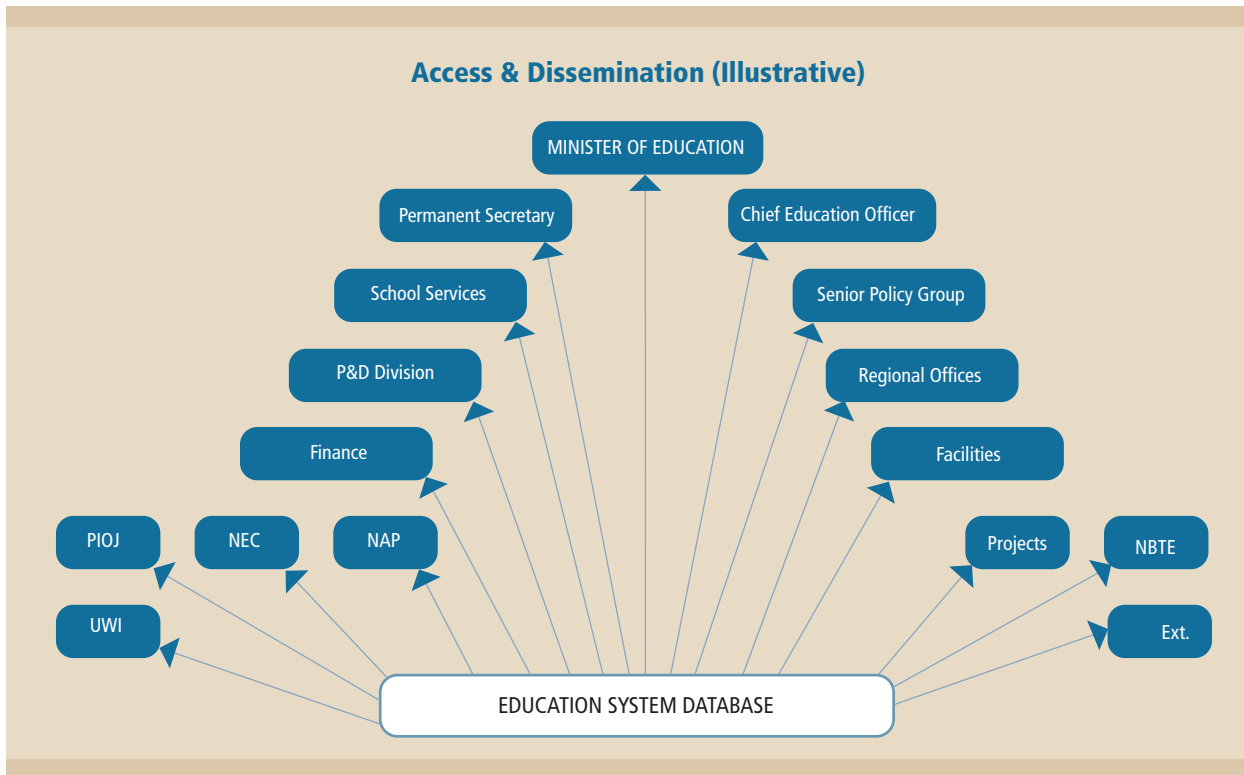 Access & Dissemination (Illustrative)
MINISTER OF EDUCATION
Permanent Secretary
Chief Education Officer
School Services
Senior Policy Group
P&D Division
Regional Offices
Finance
Facilities
PIOJ
NEC
NAP
Projects
NBTE
UWI
Ext.
EDUCATION SYSTEM DATABASE